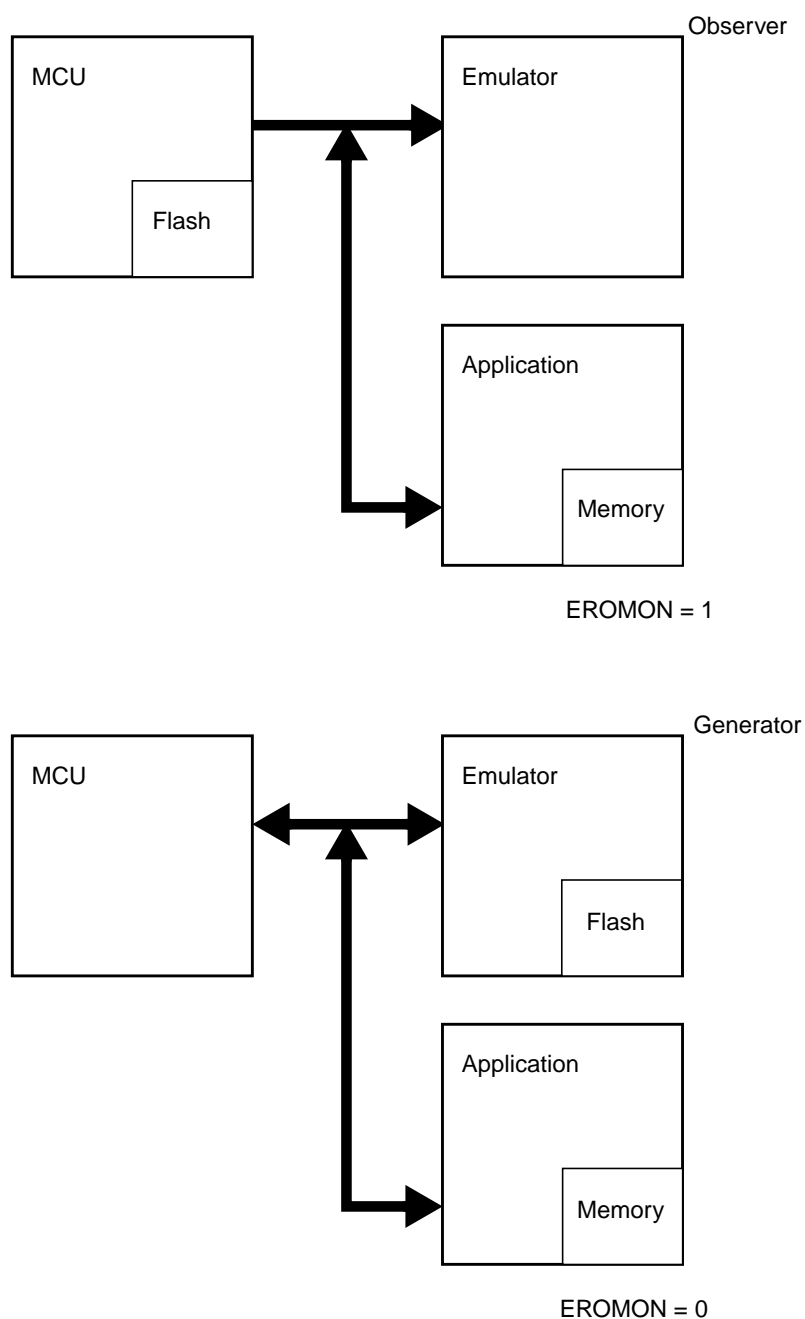 Observer
MCU
Emulator
Flash
Application
Memory
EROMON = 1
Generator
MCU
Emulator
Flash
Application
Memory
EROMON = 0